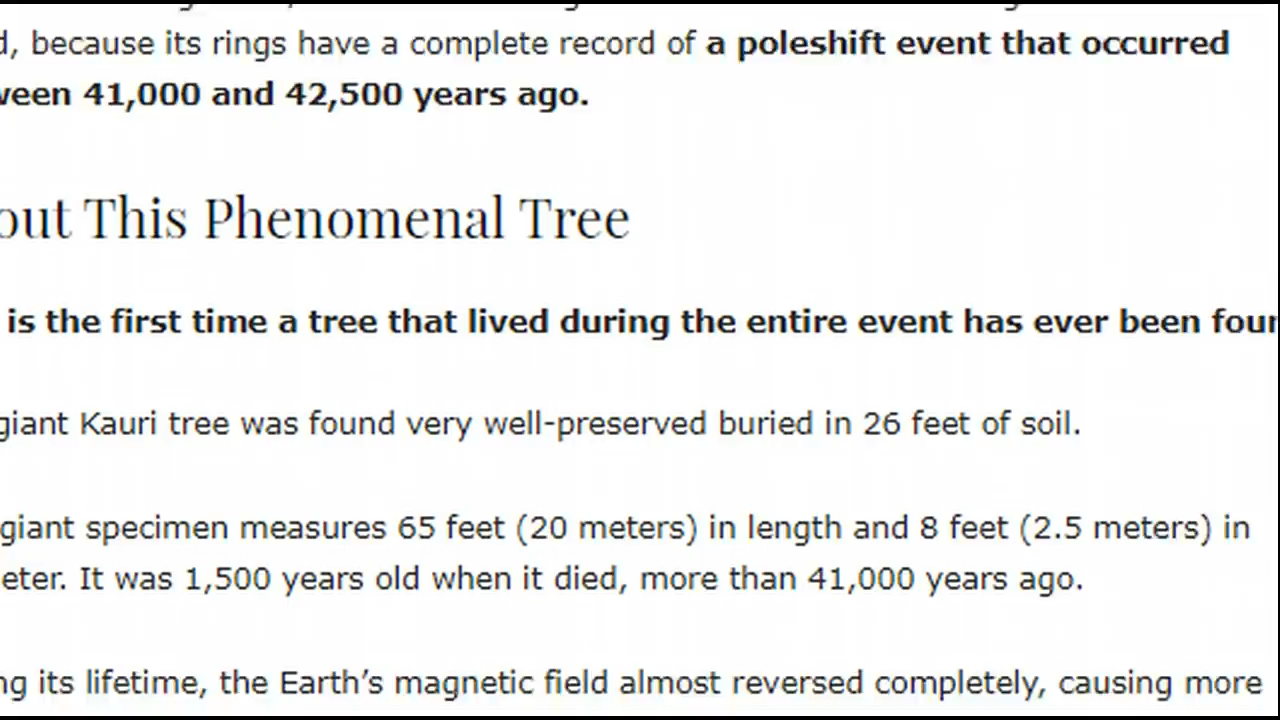 because its rings have a complete record of a poleshift event that occurred
41,000 and 42,500 years ago.
This Phenomenal Tree
is the first time a tree that lived during the entire event has ever been
giant Kauri tree was found very well-preserved buried in 26 feet of soil.
giant specimen measures 65 feet (20 meters) in length and 8 feet (2.5 meters) in
It was 1,500 years old when it died, more than 41,000 years ago.
its lifetime, the Earth's magnetic field almost reversed completely, causing more